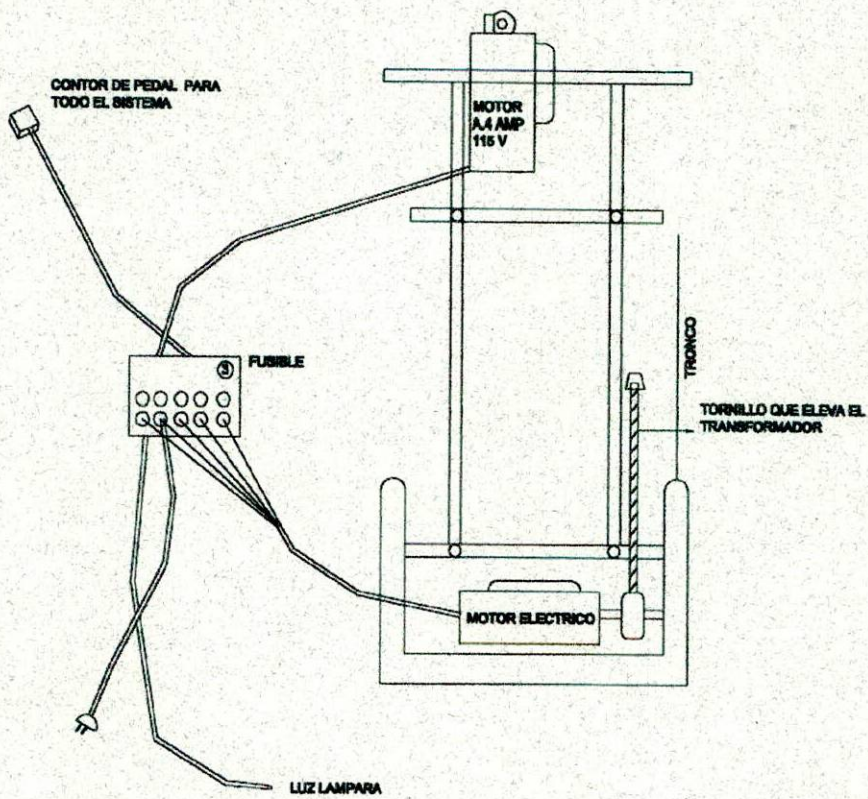 CONTOR DE PEDAL PARA
TODO EL SISTEMA
MOTOR
A.4 AMP
115 V
FUSIBLE
TRONCO
TORNILLO QUE ELEVA EL
TRANSFORMADOR
MOTOR ELECTRICO
LUZ LAMPARA